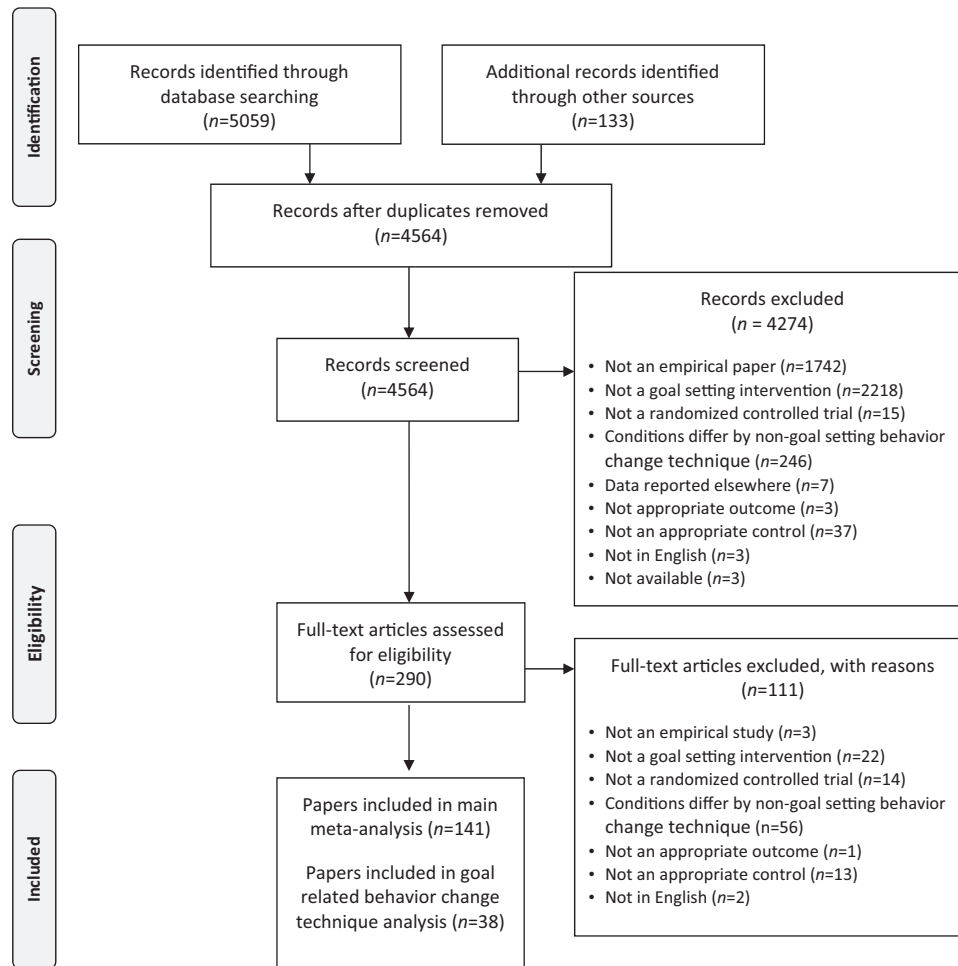 Identification
Records identified through
database searching
(n=5059)
Additional records identified
through other sources
(n=133)
Records after duplicates removed
(n=4564)
Screening
Records screened
(n=4564)
Records excluded
(n = 4274)
• Not an empirical paper (n=1742)
• Not a goal setting intervention (n=2218)
• Not a randomized controlled trial (n=15)
• Conditions differ by non-goal setting behavior
change technique (n=246)
• Data reported elsewhere (n=7)
• Not appropriate outcome (n=3)
• Not an appropriate control (n=37)
• Not in English (n=3)
• Not available (n=3)
Eligibility
Full-text articles assessed
for eligibility
(n=290)
Full-text articles excluded, with reasons
(n=111)
• Not an empirical study (n=3)
• Not a goal setting intervention (n=22)
• Not a randomized controlled trial (n=14)
• Conditions differ by non-goal setting behavior
change technique (n=56)
• Not an appropriate outcome (n=1)
• Not an appropriate control (n=13)
• Not in English (n=2)
Included
Papers included in main
meta-analysis (n=141)
Papers included in goal
related behavior change
technique analysis (n=38)